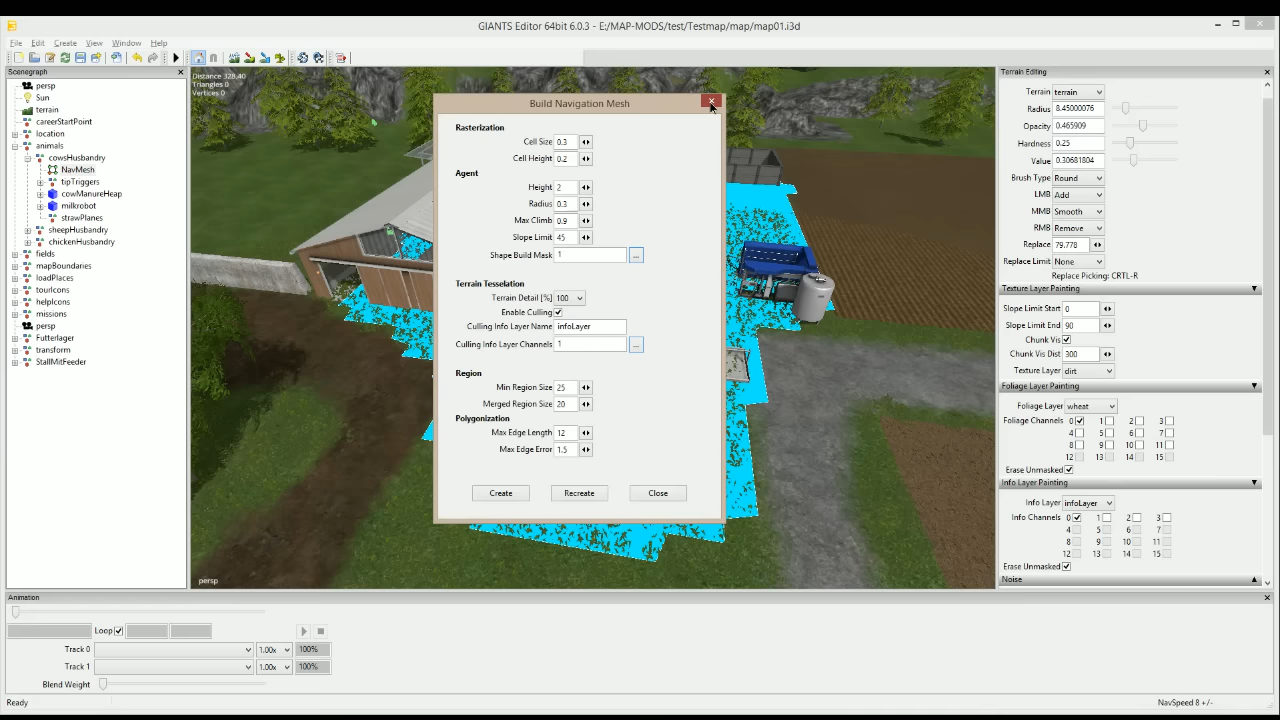 GIANTS Editor 64bit 6.0.3 - E:/MAP-MODS/test/Testmap/map/map01.i3d
File Edit Create View Window Help
Scenograph
persp
Sun
terrain
careerStartPoint
location
animals
cowsHusbandry
NavMesh
tipTriggers
cowManureHeap
milkrobot
strawPlanes
sheepHusbandry
chickenHusbandry
fields
mapBoundaries
loadPlaces
tourIcons
helpIcons
missions
persp
Futterlager
transform
StallMitFeeder
Distance 328.40
Triangles 0
Vertices 0
persp
Build Navigation Mesh
Rasterization
Cell Size 0.3
Cell Height 0.2
Agent
Height 2
Radius 0.3
Max Climb 0.9
Slope Limit 45
Shape Build Mask 1 ...
Terrain Tesselation
Terrain Detail [%] 100
Enable Culling
Culling Info Layer Name infoLayer
Culling Info Layer Channels 1 ...
Region
Min Region Size 25
Merged Region Size 20
Polygonization
Max Edge Length 12
Max Edge Error 1.5
Create Recreate Close
Terrain Editing
Terrain terrain
Radius 8.45000076
Opacity 0.465909
Hardness 0.25
Value 0.30681804
Brush Type Round
LMB Add
MMB Smooth
RMB Remove
Replace 79.778
Replace Limit None
Replace Picking: CRTL-R
Texture Layer Painting
Slope Limit Start 0
Slope Limit End 90
Chunk Vis
Chunk Vis Dist 300
Texture Layer dirt
Foliage Layer Painting
Foliage Layer wheat
Foliage Channels 0 1 2 3
4 5 6 7
8 9 10 11
12 13 14 15
Erase Unmasked
Info Layer Painting
Info Layer infoLayer
Info Channels 0 1 2 3
4 5 6 7
8 9 10 11
12 13 14 15
Erase Unmasked
Noise
Animation
Loop
Track 0 1.00x 100%
Track 1 1.00x 100%
Blend Weight
Ready
NavSpeed 8 +/-